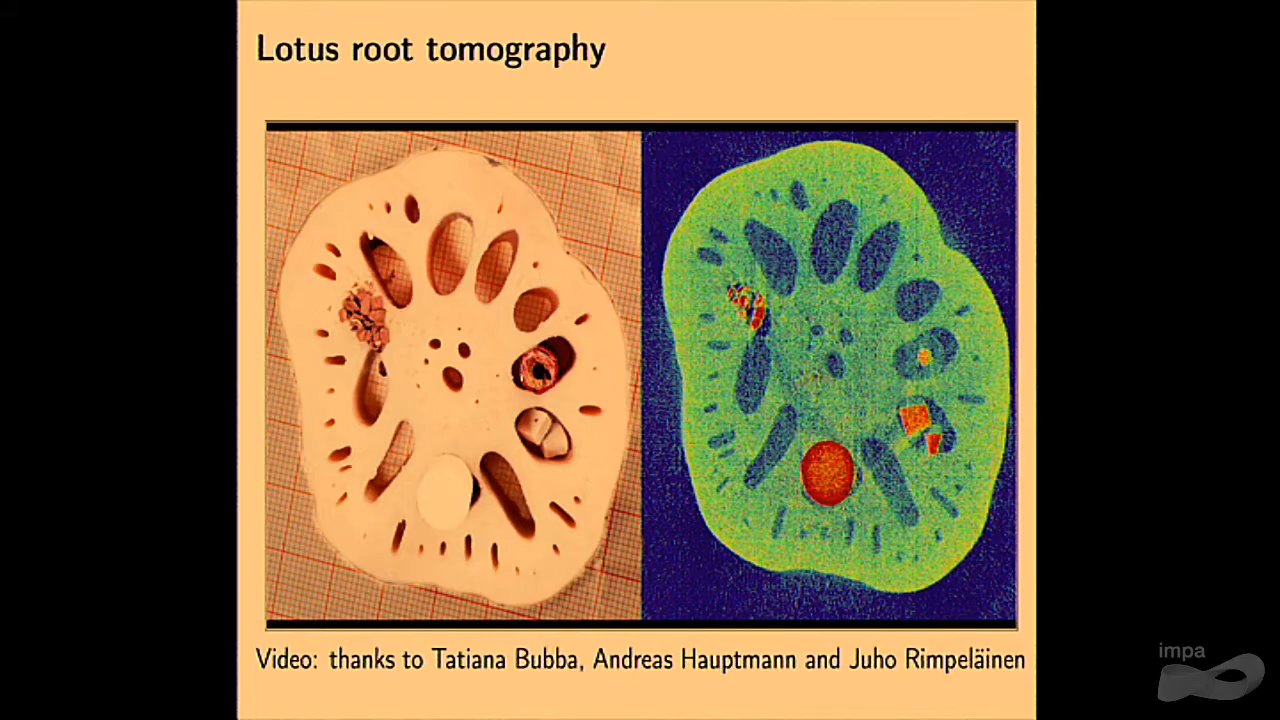 Lotus root tomography
Video: thanks to Tatiana Bubba, Andreas Hauptmann and Juho Rimpeläinen
impa